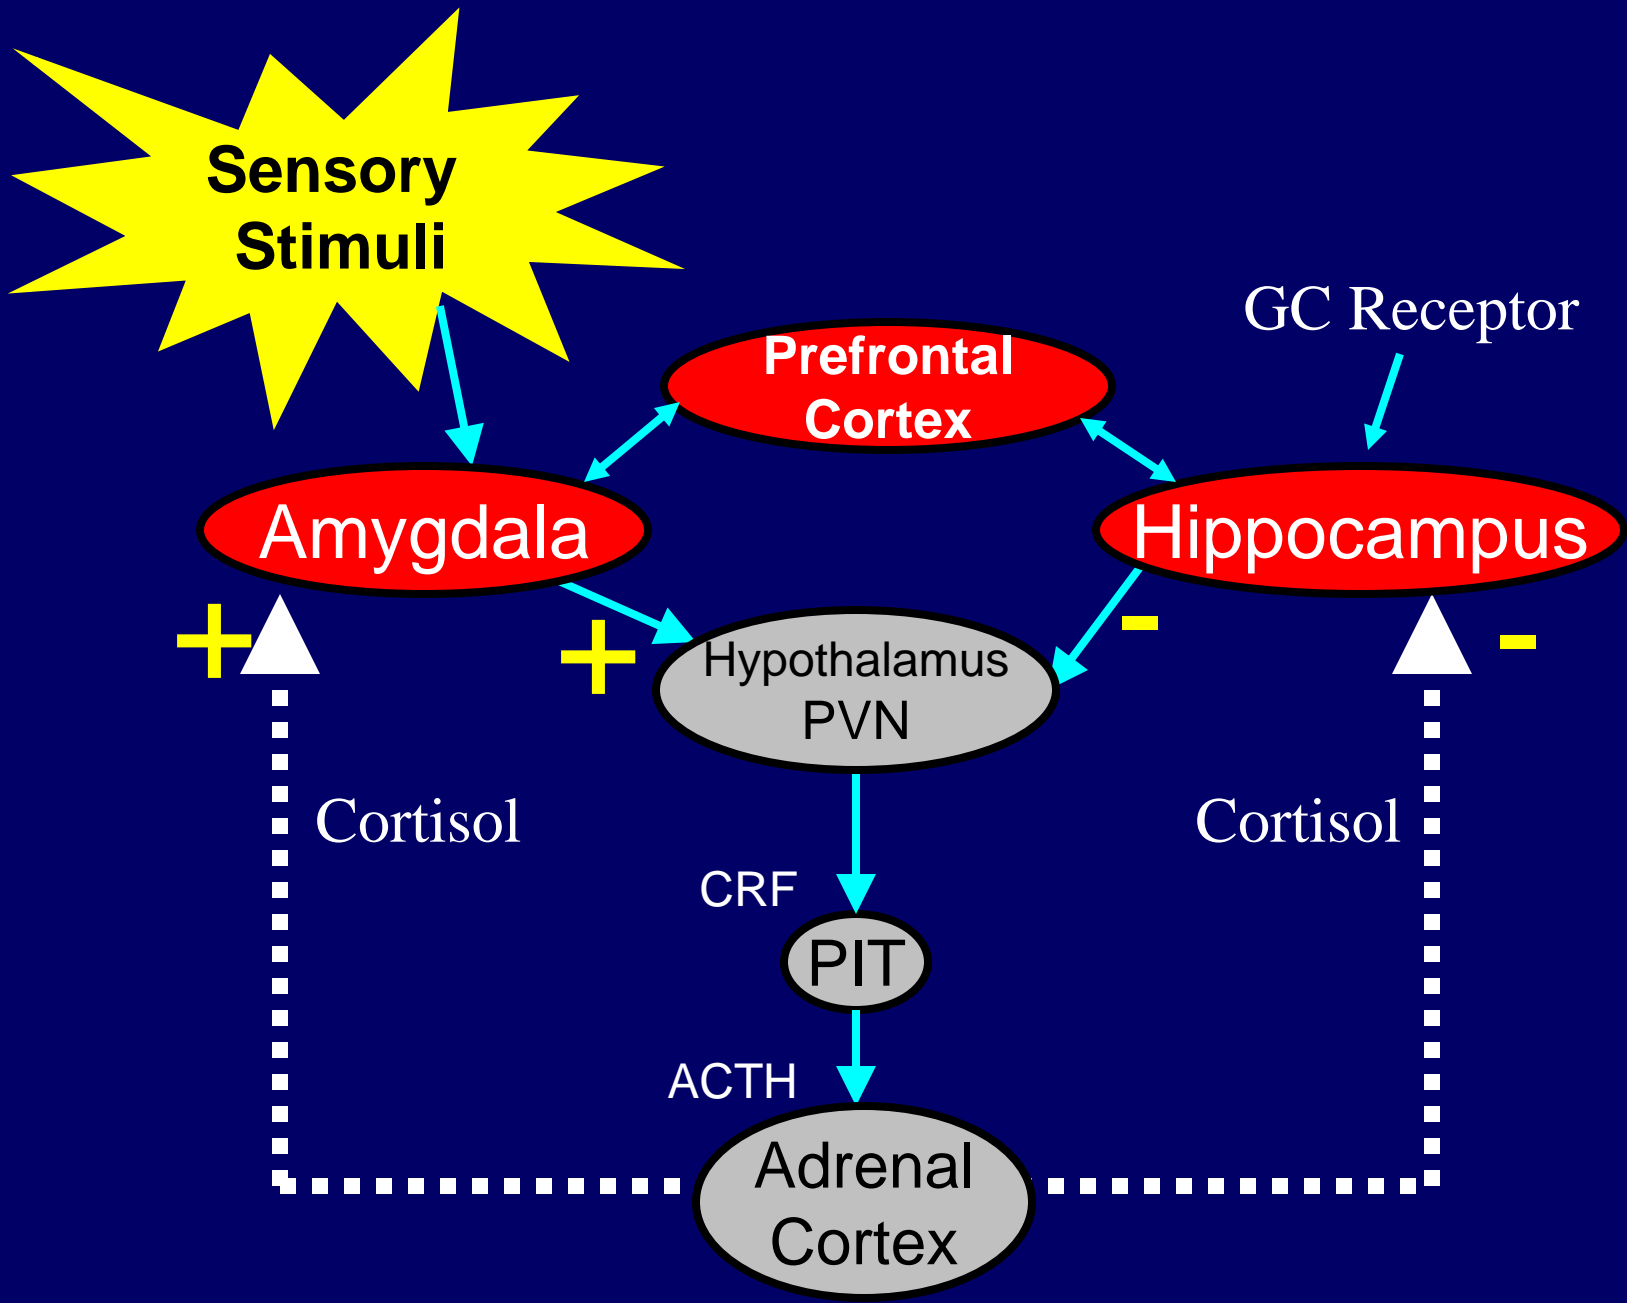 Sensory
Stimuli
GC Receptor
Prefrontal
Cortex
Amygdala
Hippocampus
+
+
-
-
Hypothalamus
PVN
Cortisol
Cortisol
CRF
PIT
ACTH
Adrenal
Cortex